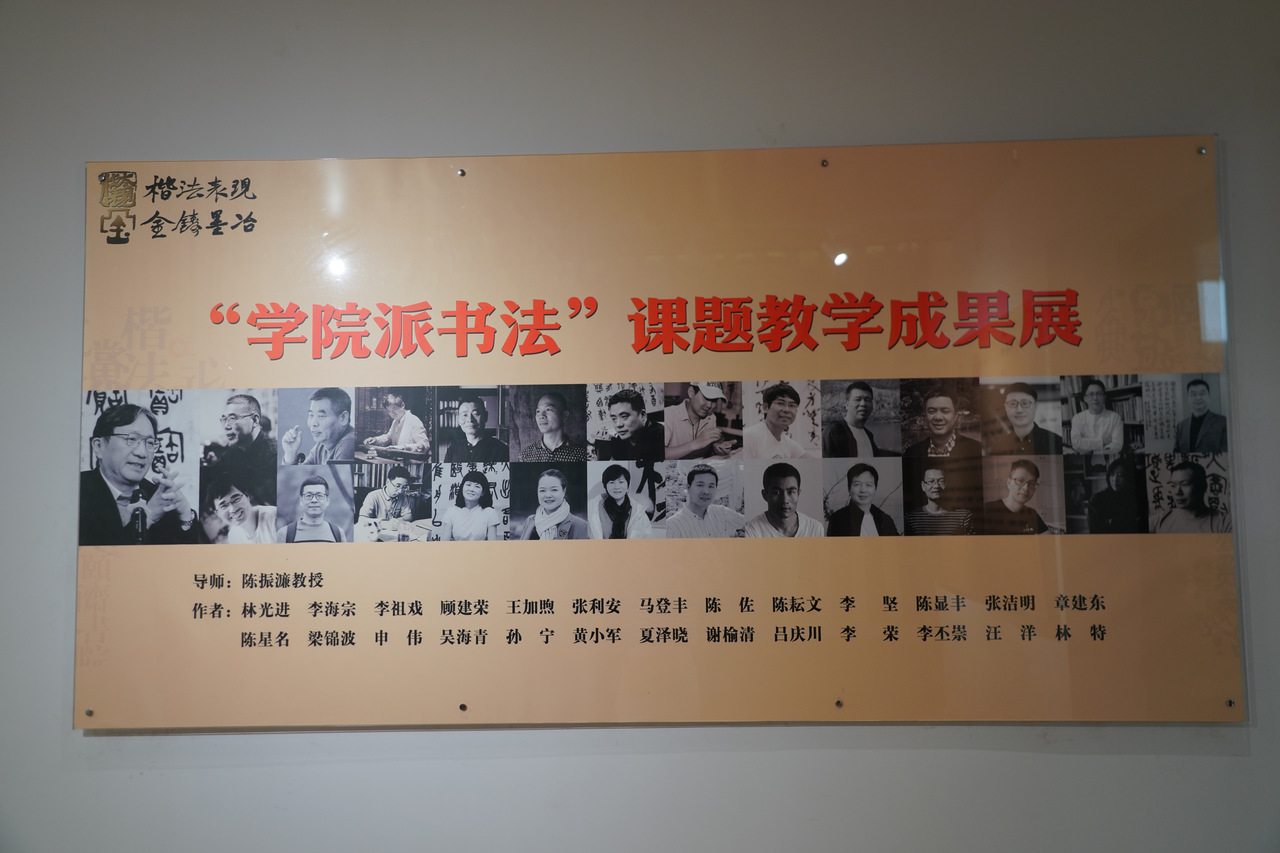 楷法表現
金鑄墨冶
“学院派书法”课题教学成果展
导师：陈振濂教授
作者：林光进 李海宗 李祖戏 顾建荣 王加煦 张利安 马登丰 陈 佐 陈耘文 李 坚 陈显丰 张洁明 章建东
陈星名 梁锦波 申 伟 吴海青 孙 宁 黄小军 夏泽晓 谢榆清 吕庆川 李 荣 李丕崇 汪 洋 林 特